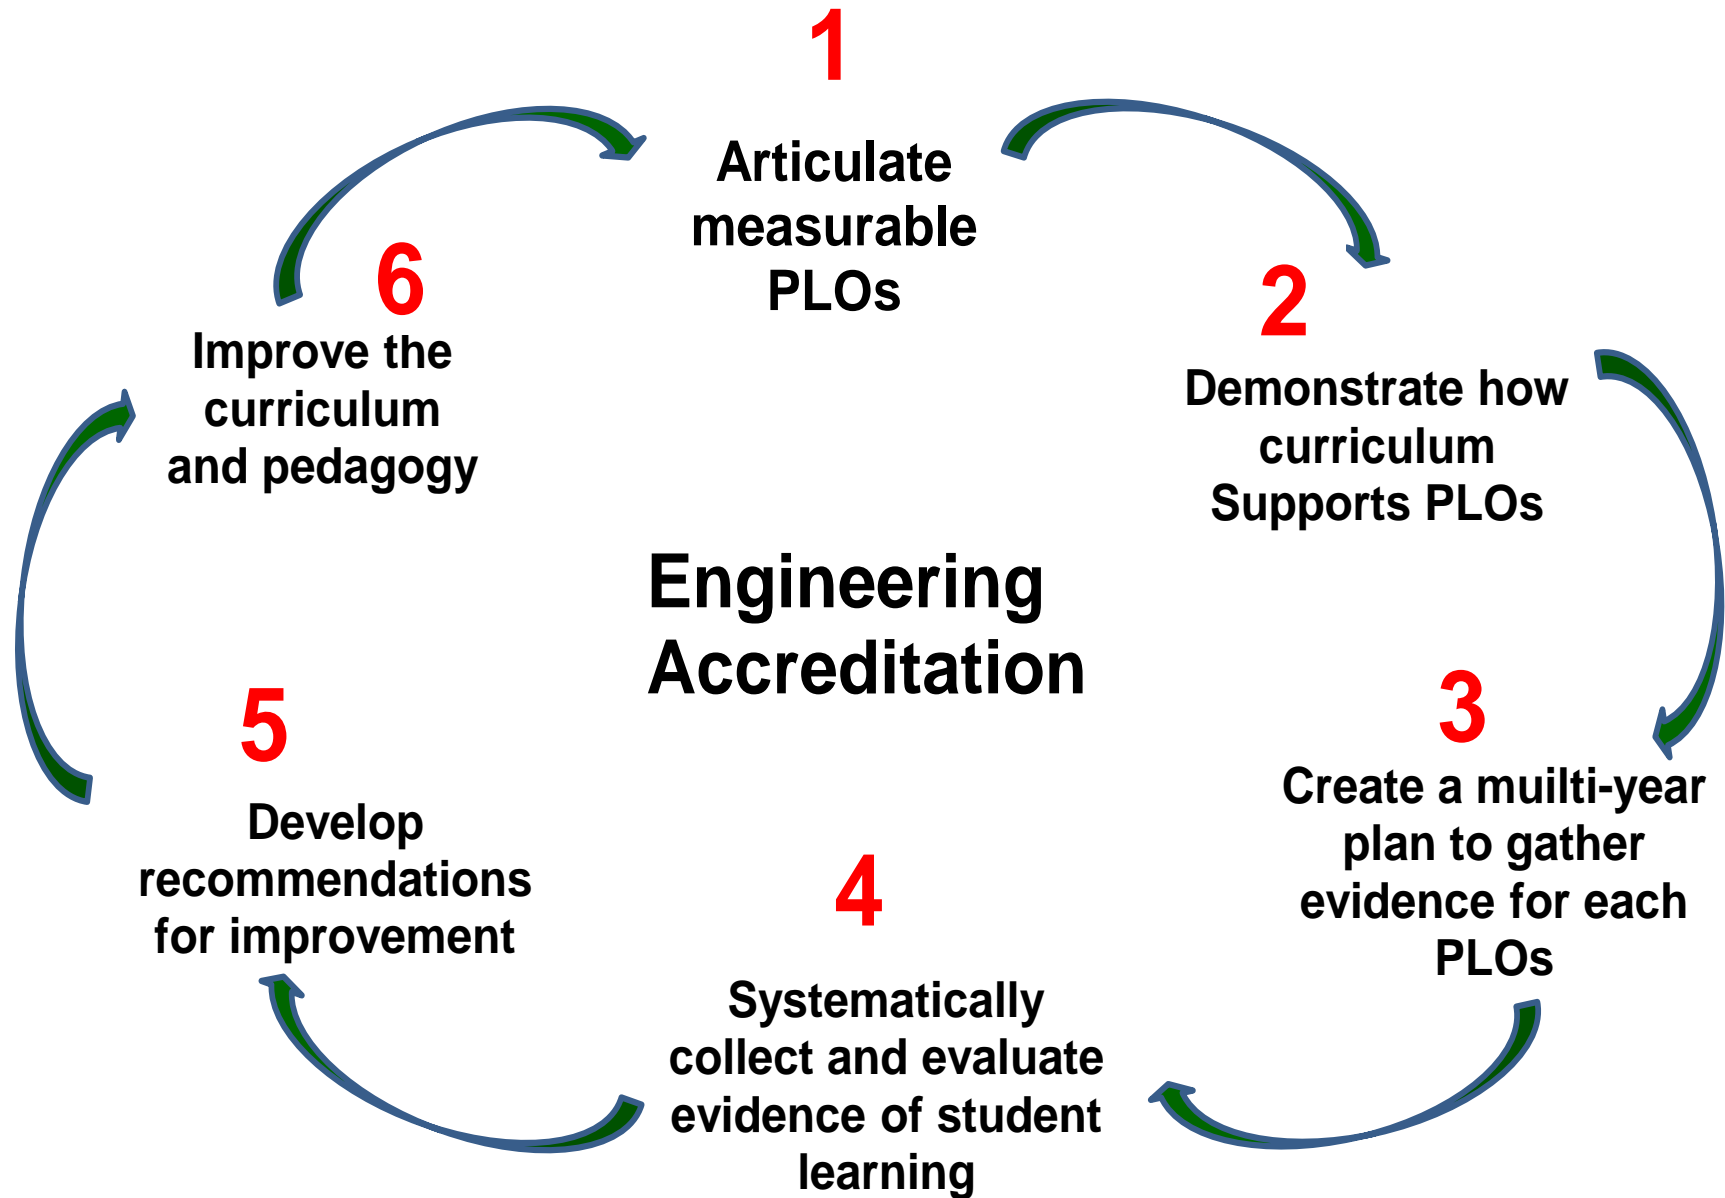 1
Articulate
measurable
PLOs
2
Demonstrate how
curriculum
Supports PLOs
3
Create a muilti-year
plan to gather
evidence for each
PLOs
4
Systematically
collect and evaluate
evidence of student
learning
5
Develop
recommendations
for improvement
6
Improve the
curriculum
and pedagogy
Engineering
Accreditation